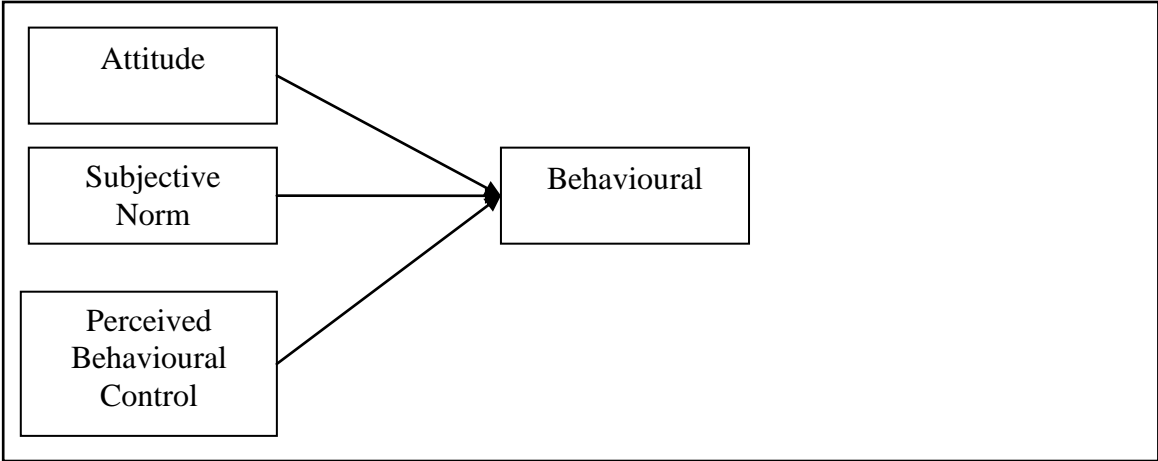 Attitude
Subjective
Norm
Behavioural
Perceived
Behavioural
Control